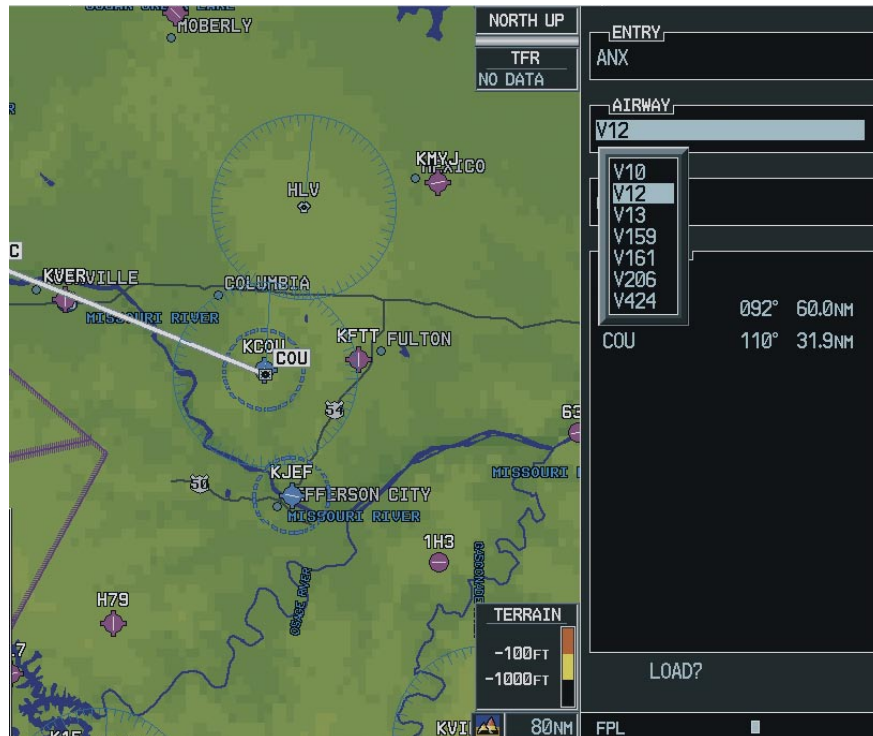 MOBERLY
NORTH UP
TFR
NO DATA
KMYJ
HLV
C
KVER
COLUMBIA
MISSOURI RIVER
KCOU
COU
KFTT FULTON
54
63
50
KJEF
JEFFERSON CITY
MISSOURI RIVER
MISSOURI
1H3
GASCONADE
OSAGE RIVER
H79
TERRAIN
-100FT
-1000FT
KVI
80NM
ENTRY
ANX
AIRWAY
V12
V10
V12
V13
V159
V161
V206
V424
092° 60.0NM
COU 110° 31.9NM
LOAD?
FPL